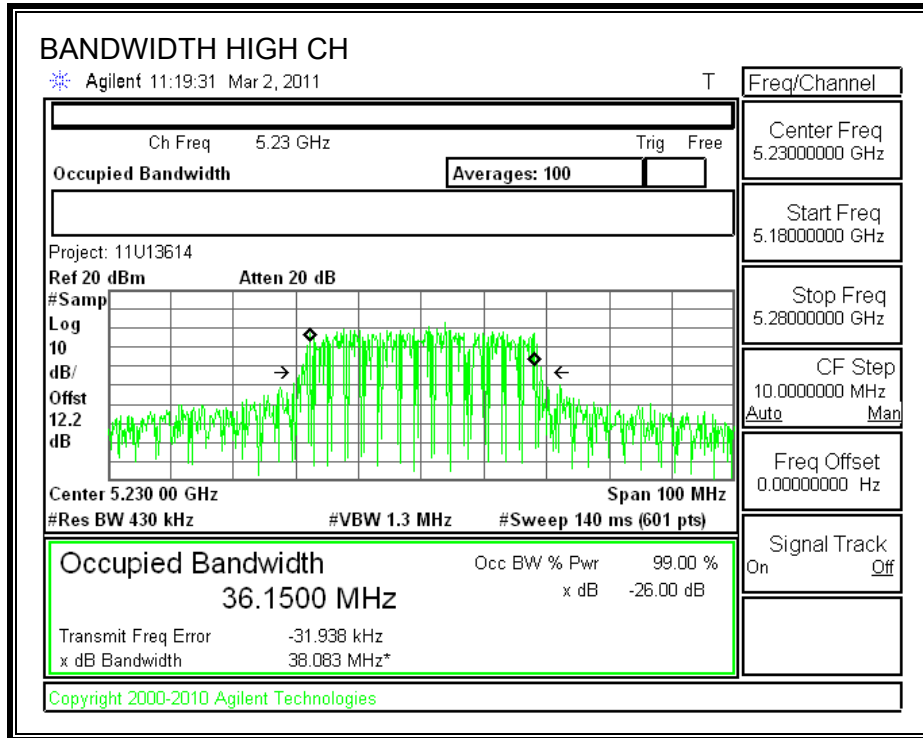 BANDWIDTH HIGH CH
Agilent 11:19:31 Mar 2, 2011 T
Freq/Channel
Ch Freq 5.23 GHz Trig Free
Occupied Bandwidth Averages: 100
Project: 11U13614
Ref 20 dBm Atten 20 dB
#Samp
Log
10
dB/
Offst
12.2
dB
Center 5.230 00 GHz Span 100 MHz
#Res BW 430 kHz #VBW 1.3 MHz #Sweep 140 ms (601 pts)
Occupied Bandwidth Occ BW % Pwr 99.00 %
36.1500 MHz x dB -26.00 dB
Transmit Freq Error -31.938 kHz
x dB Bandwidth 38.083 MHz*
Copyright 2000-2010 Agilent Technologies
Center Freq
5.23000000 GHz
Start Freq
5.18000000 GHz
Stop Freq
5.28000000 GHz
CF Step
10.0000000 MHz
Auto Man
Freq Offset
0.00000000 Hz
Signal Track
On Off